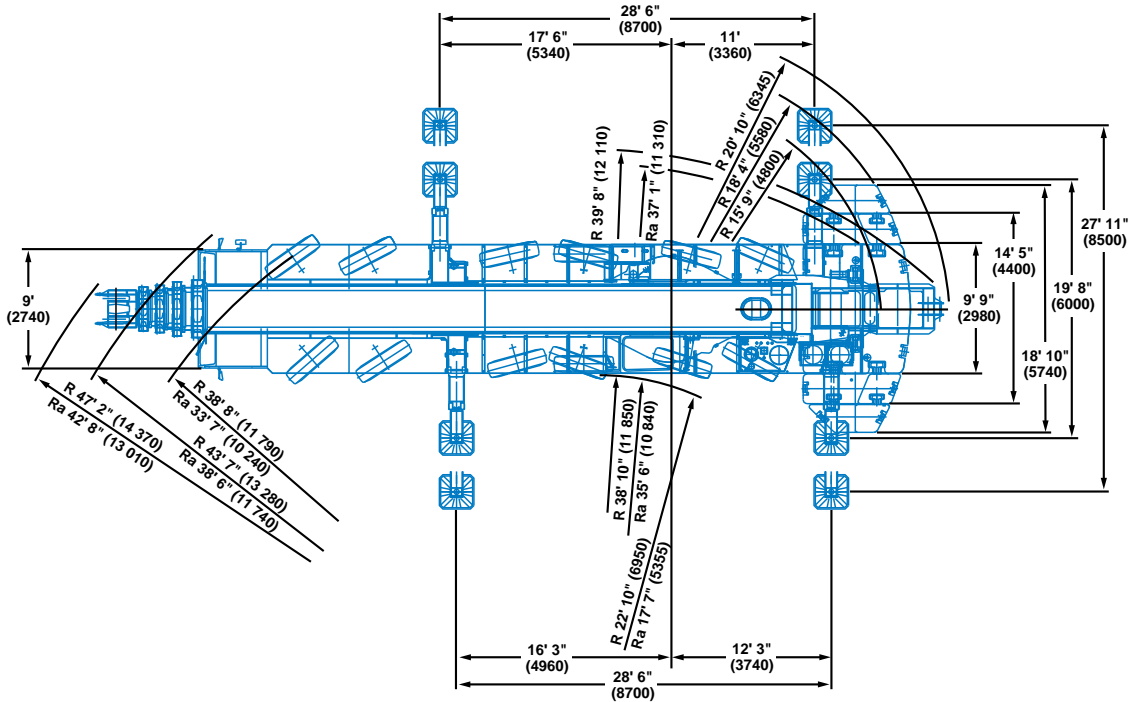 28' 6"
(8700)
17' 6"
(5340)
11'
(3360)
R 20' 10" (6345)
R 18' 4" (5580)
R 15' 9" (4800)
R 39' 8" (12 110)
Ra 37' 1" (11 310)
9'
(2740)
27' 11"
(8500)
14' 5"
(4400)
19' 8"
(6000)
9' 9"
(2980)
18' 10"
(5740)
R 38' 8" (11 790)
Ra 33' 7" (10 240)
R 47' 2" (14 370)
Ra 42' 8" (13 010)
R 43' 7" (13 280)
Ra 38' 6" (11 740)
R 38' 10" (11 850)
Ra 35' 6" (10 840)
R 22' 10" (6950)
Ra 17' 7" (5355)
16' 3"
(4960)
12' 3"
(3740)
28' 6"
(8700)